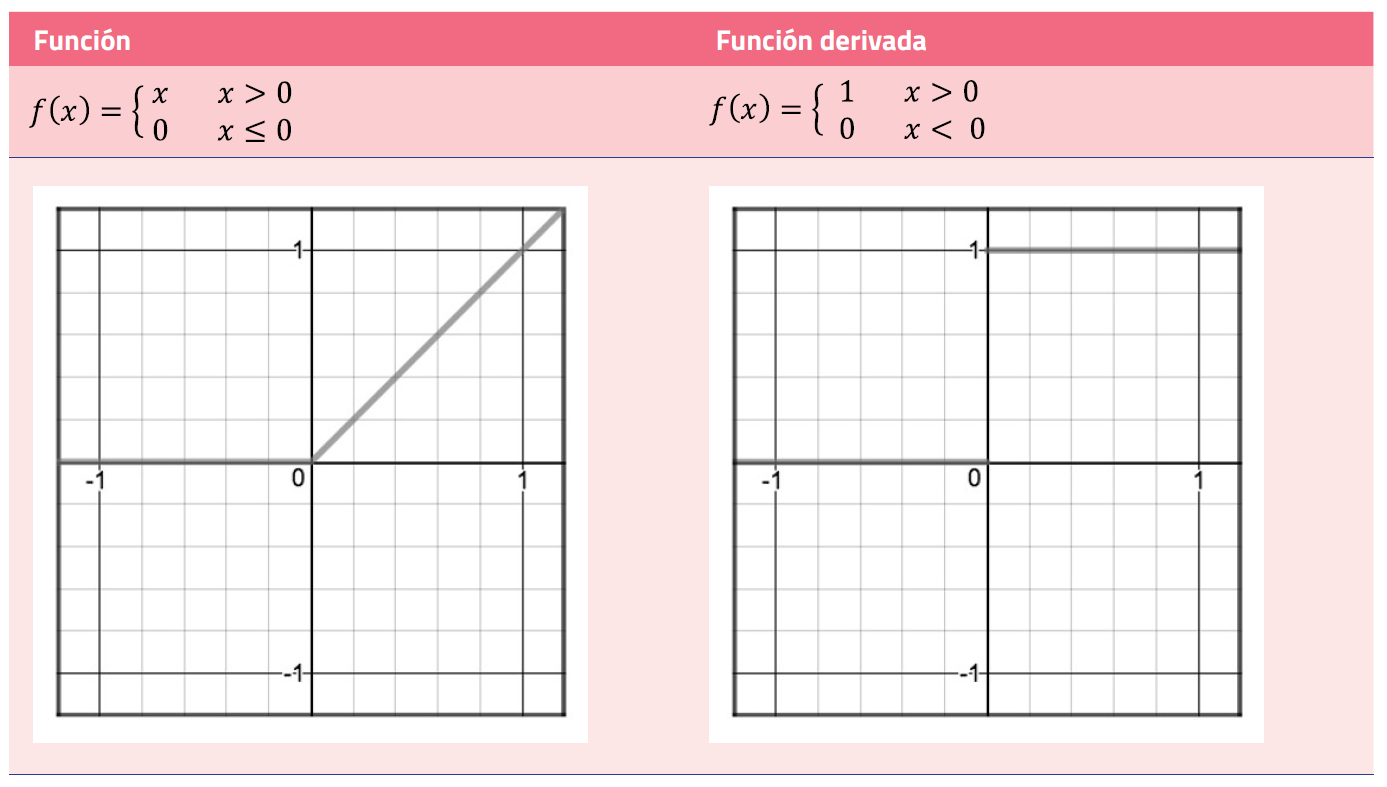 Función Función derivada
f(x) = { x x > 0 f(x) = { 1 x > 0
0 x ≤ 0 0 x < 0
1 1
-1 0 1 -1 0 1
-1 -1